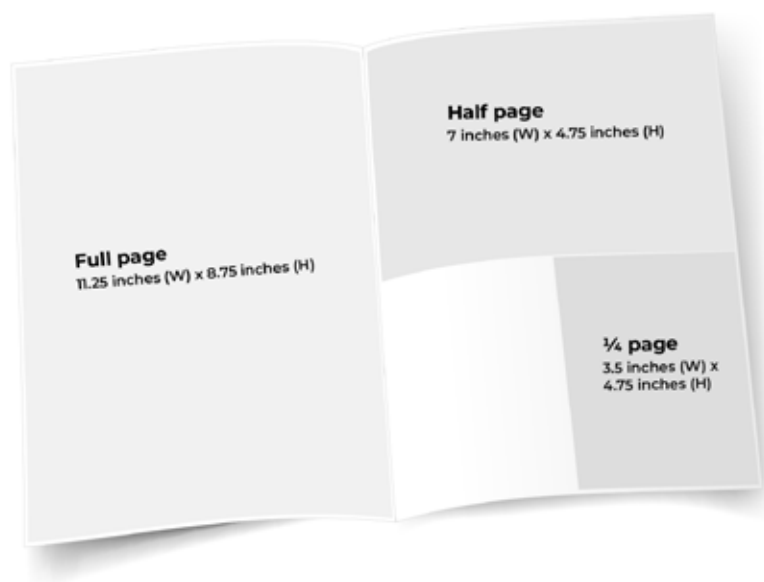 Full page
11.25 inches (W) x 8.75 inches (H)
Half page
7 inches (W) x 4.75 inches (H)
¼ page
3.5 inches (W) x
4.75 inches (H)